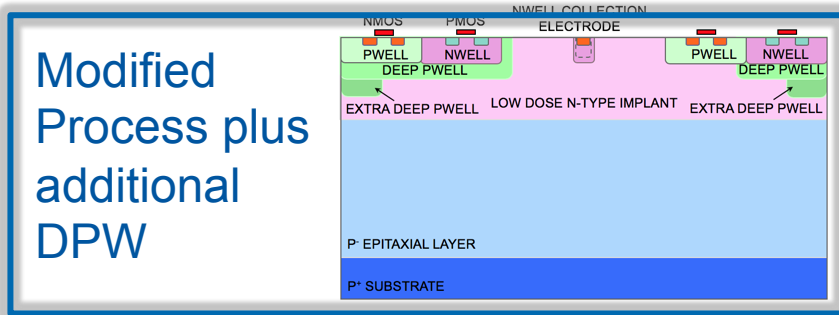 Modified
Process plus
additional
DPW
NMOS PMOS NWELL COLLECTION
ELECTRODE
PWELL NWELL PWELL NWELL
DEEP PWELL DEEP PWELL
EXTRA DEEP PWELL LOW DOSE N-TYPE IMPLANT EXTRA DEEP PWELL
P⁻ EPITAXIAL LAYER
P⁺ SUBSTRATE